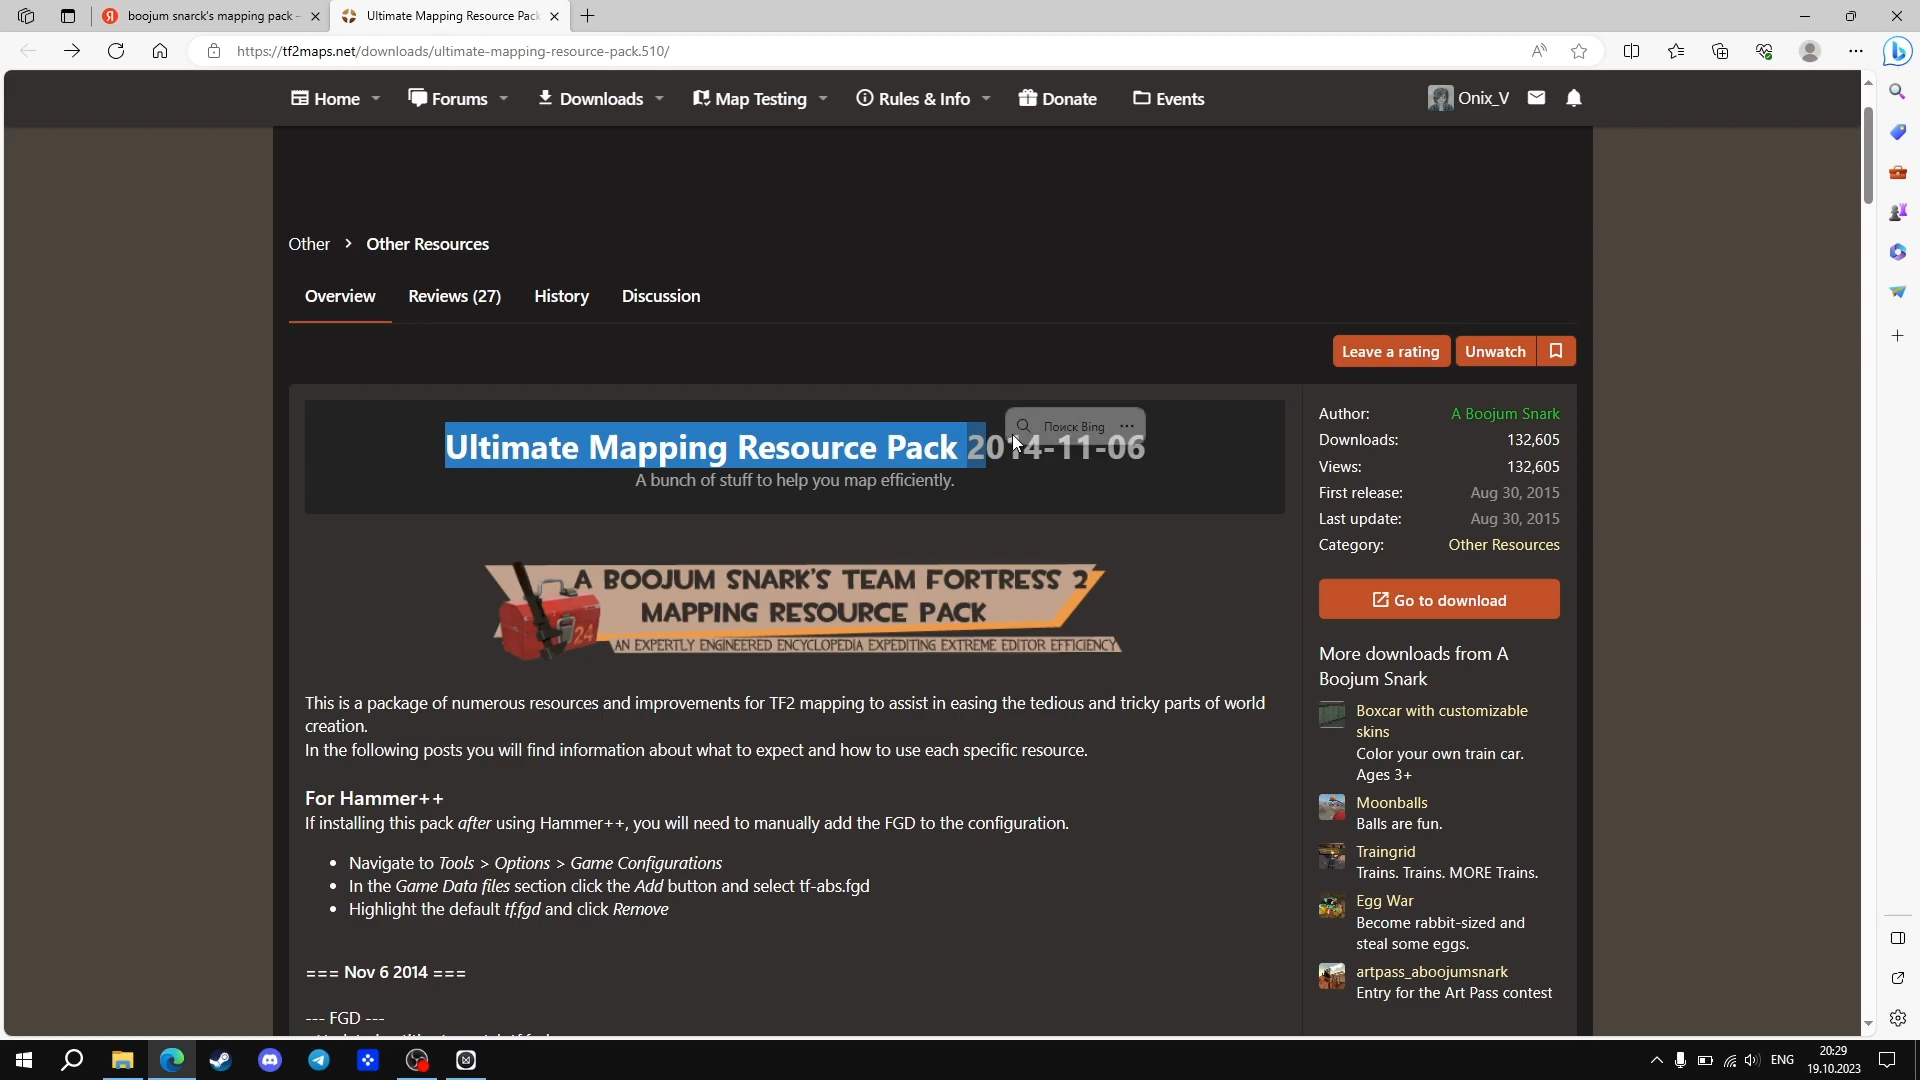 boojum snarck's mapping pack -
Ultimate Mapping Resource Pack
https://tf2maps.net/downloads/ultimate-mapping-resource-pack.510/
Home
Forums
Downloads
Map Testing
Rules & Info
Donate
Events
Onix_V
Other > Other Resources
Overview
Reviews (27)
History
Discussion
Leave a rating
Unwatch
Ultimate Mapping Resource Pack 2014-11-06
Поиск Bing
A bunch of stuff to help you map efficiently.
A BOOJUM SNARK'S TEAM FORTRESS 2
MAPPING RESOURCE PACK
24
AN EXPERTLY ENGINEERED ENCYCLOPEDIA EXPEDITING EXTREME EDITOR EFFICIENCY
This is a package of numerous resources and improvements for TF2 mapping to assist in easing the tedious and tricky parts of world
creation.
In the following posts you will find information about what to expect and how to use each specific resource.
For Hammer++
If installing this pack after using Hammer++, you will need to manually add the FGD to the configuration.
• Navigate to Tools > Options > Game Configurations
• In the Game Data files section click the Add button and select tf-abs.fgd
• Highlight the default tf.fgd and click Remove
=== Nov 6 2014 ===
--- FGD ---
Author: A Boojum Snark
Downloads: 132,605
Views: 132,605
First release: Aug 30, 2015
Last update: Aug 30, 2015
Category: Other Resources
Go to download
More downloads from A
Boojum Snark
Boxcar with customizable
skins
Color your own train car.
Ages 3+
Moonballs
Balls are fun.
Traingrid
Trains. Trains. MORE Trains.
Egg War
Become rabbit-sized and
steal some eggs.
artpass_aboojumsnark
Entry for the Art Pass contest
ENG
20:29
19.10.2023